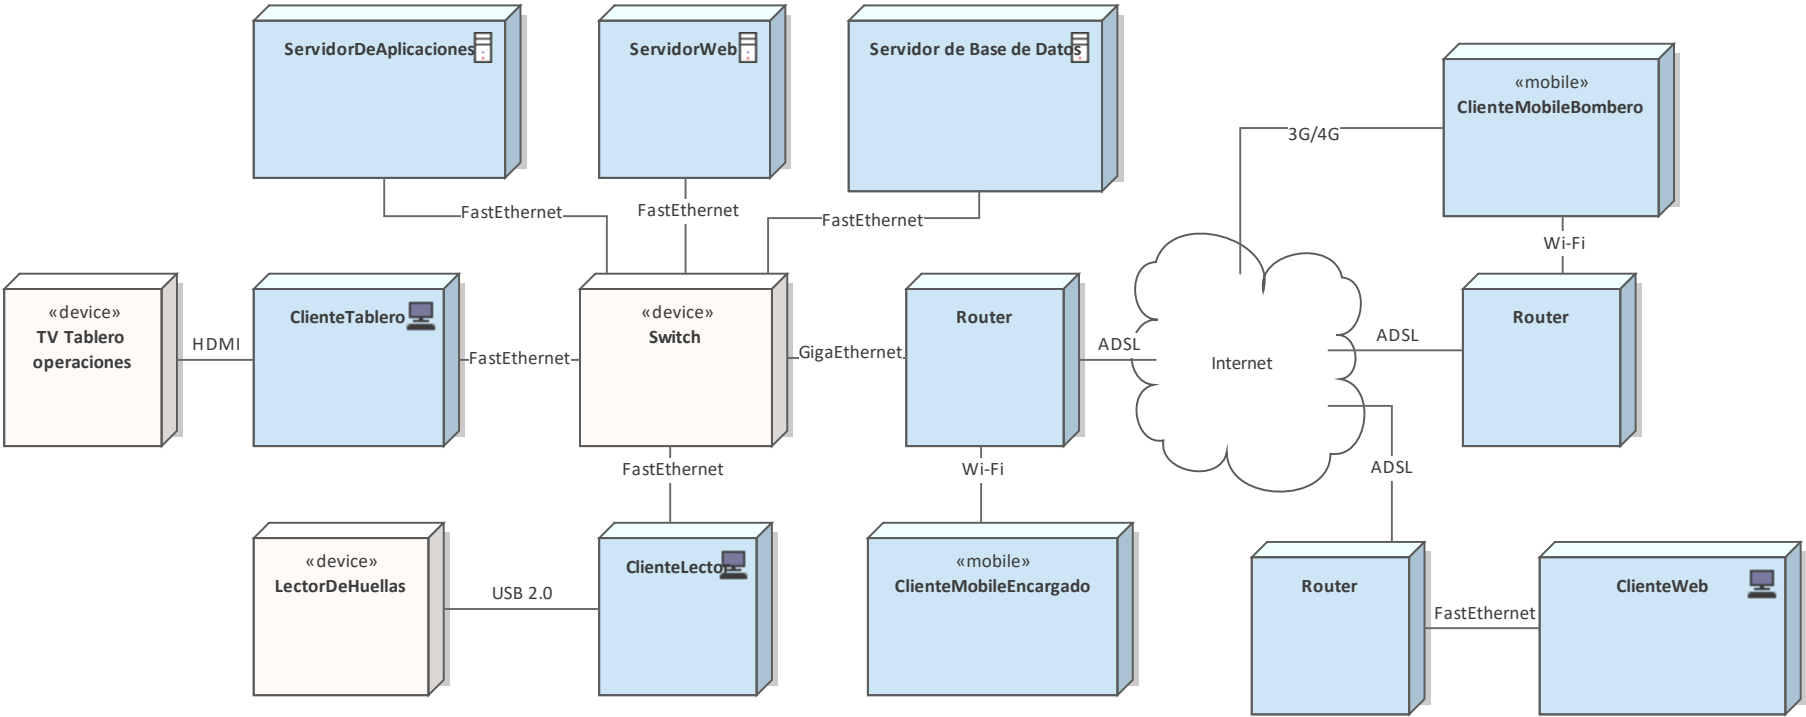 ServidorDeAplicaciones
ServidorWeb
Servidor de Base de Datos
«mobile»
ClienteMobileBombero
3G/4G
FastEthernet
FastEthernet
FastEthernet
Wi-Fi
«device»
TV Tablero
operaciones
HDMI
ClienteTablero
FastEthernet
«device»
Switch
GigaEthernet
Router
ADSL
Internet
ADSL
Router
FastEthernet
Wi-Fi
ADSL
«device»
LectorDeHuellas
USB 2.0
ClienteLector
«mobile»
ClienteMobileEncargado
Router
FastEthernet
ClienteWeb